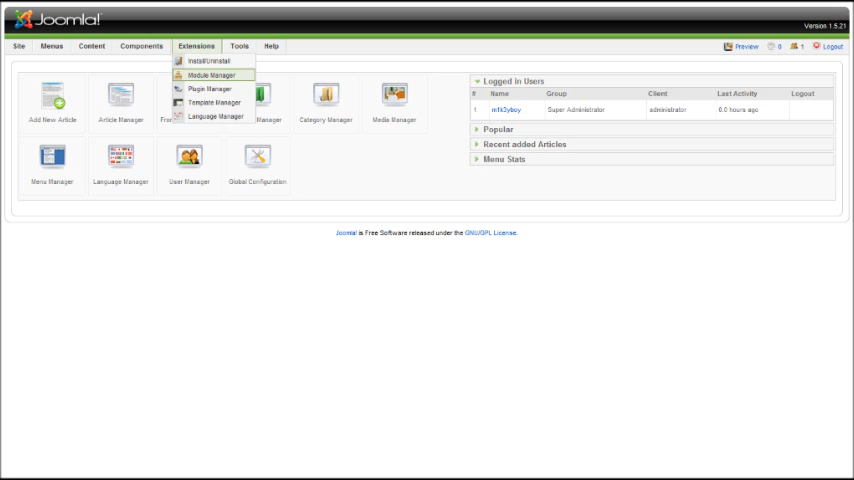 Joomla!
Version 1.5.21
Site Menus Content Components Extensions Tools Help Preview 0 1 Logout
Install/Uninstall
Module Manager
Plugin Manager
Template Manager
Language Manager
Add New Article Article Manager Manager Category Manager Media Manager
Menu Manager Language Manager User Manager Global Configuration
Logged in Users
# Name Group Client Last Activity Logout
1 Super Administrator administrator 0.0 hours ago
Popular
Recent added Articles
Menu Stats
Joomla! is Free Software released under the GNU/GPL License.